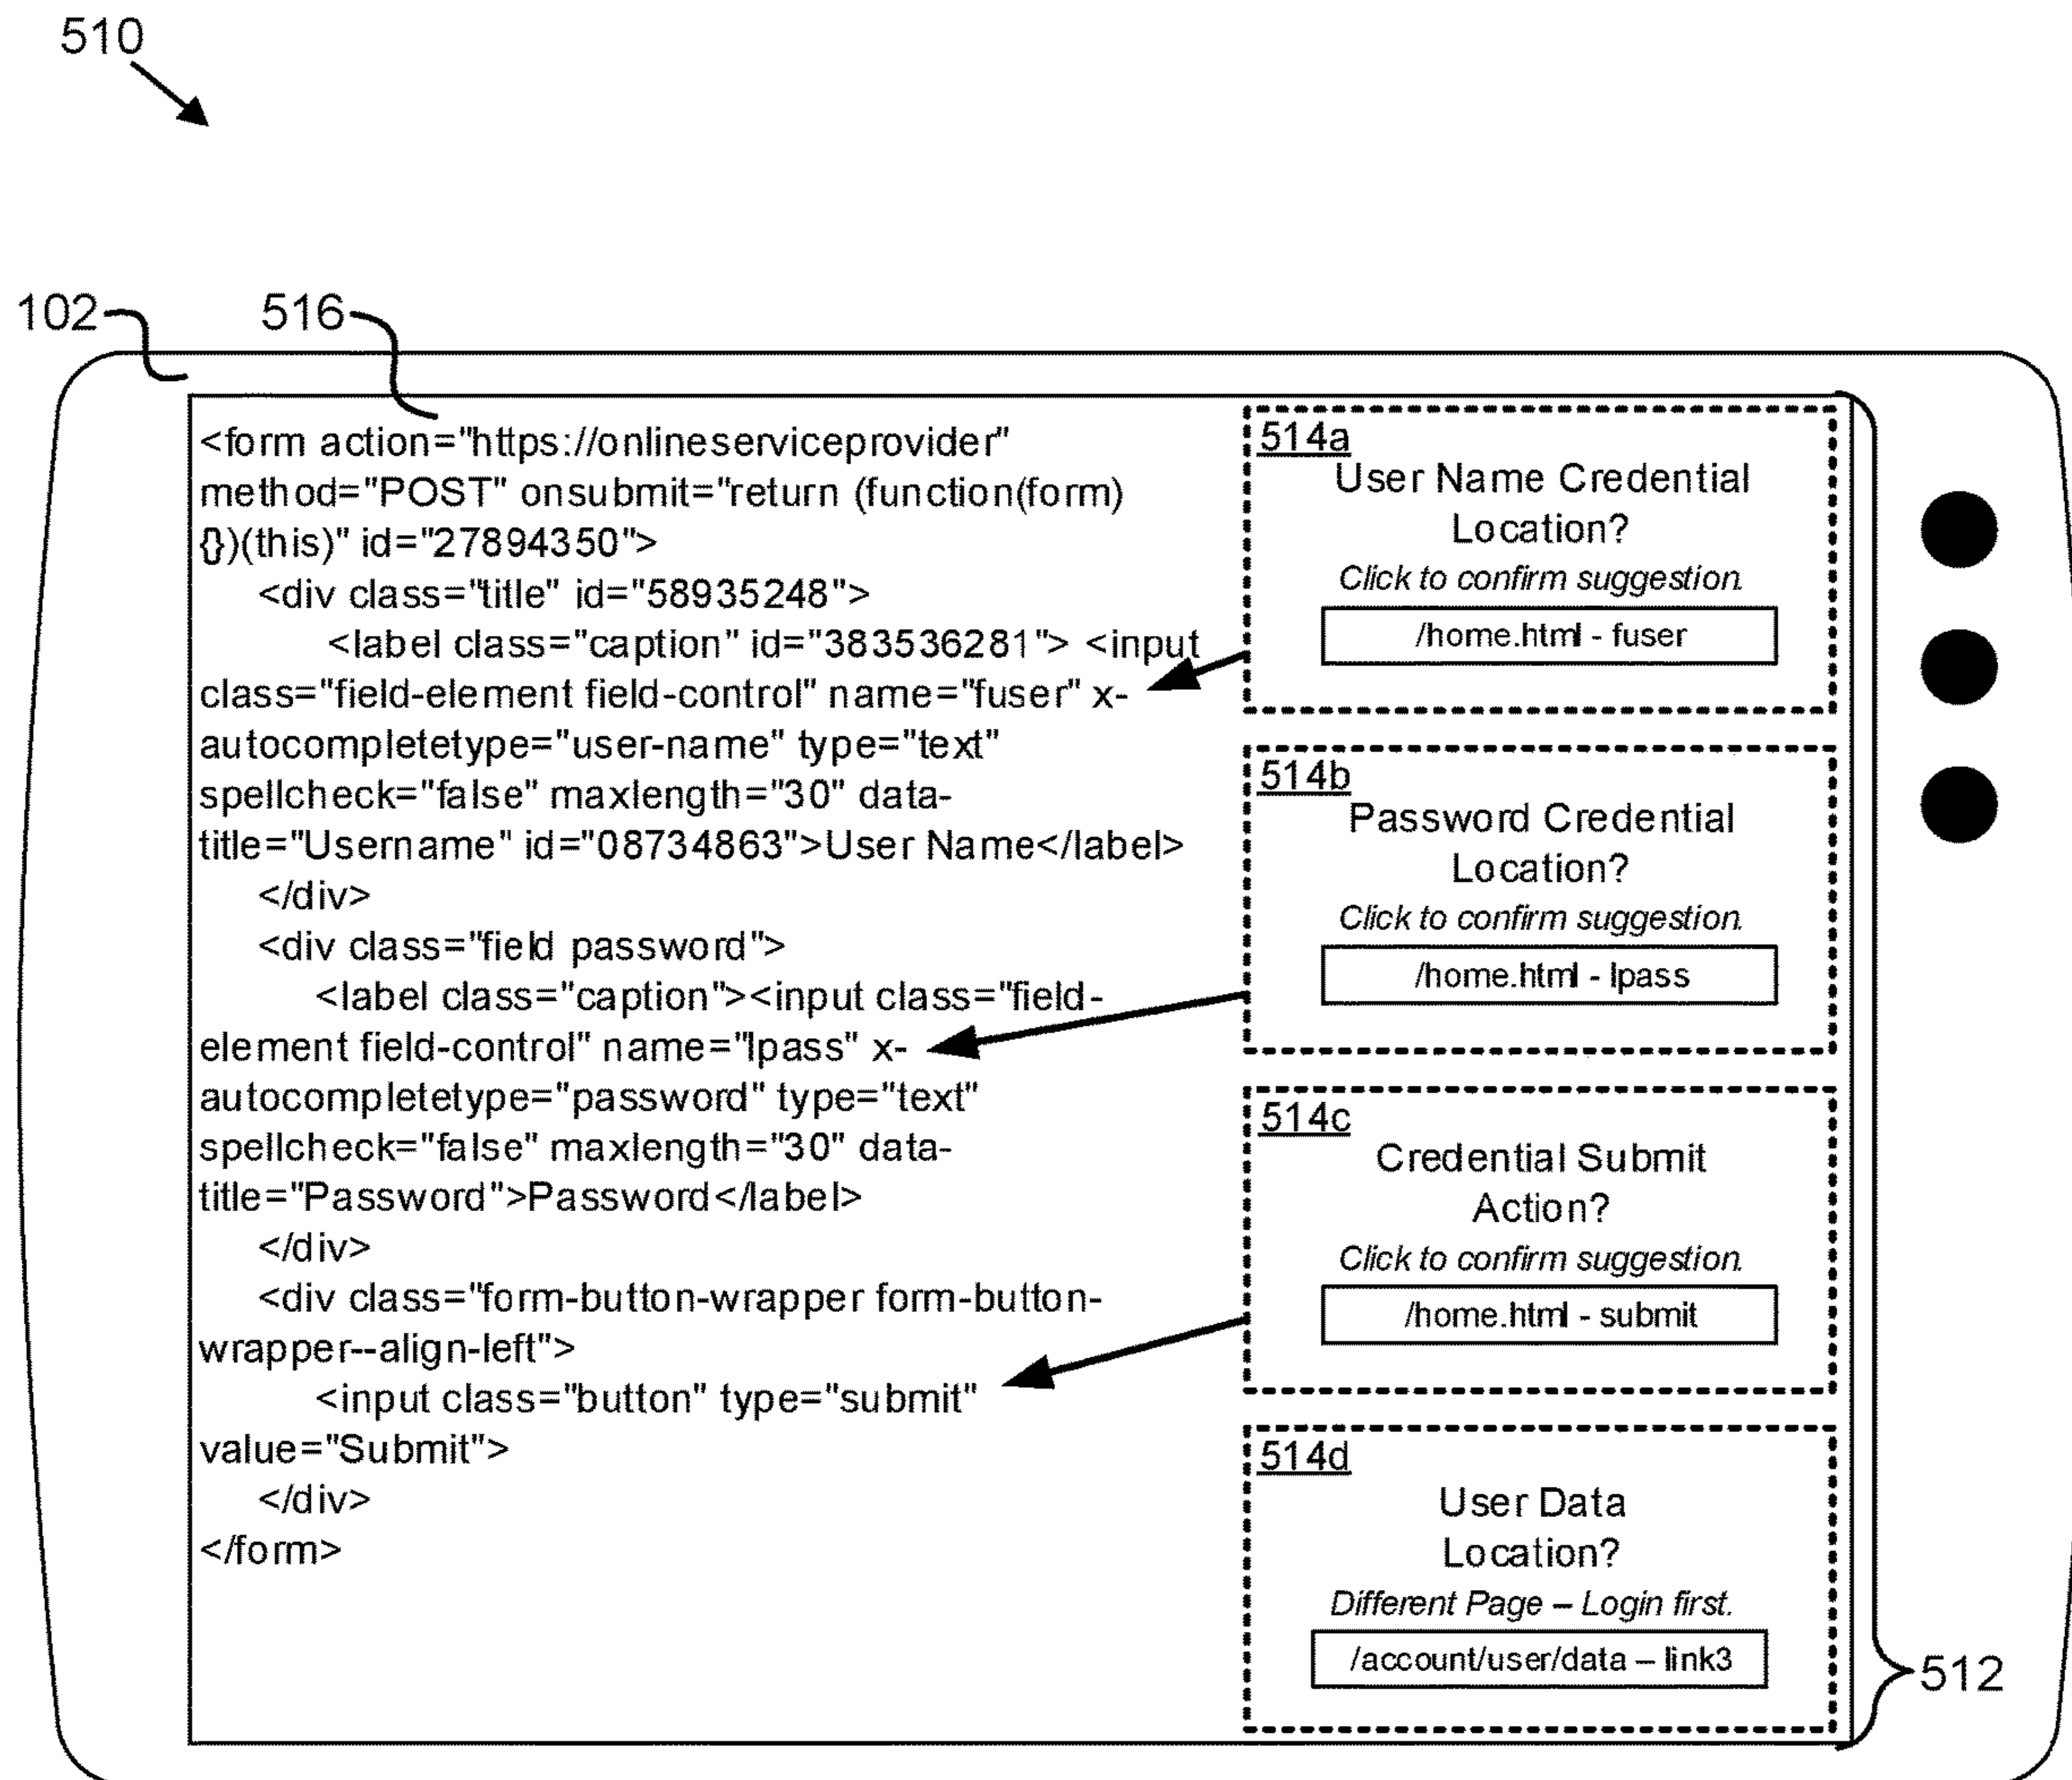 510
102
516
<form action="https://onlineserviceprovider"
method="POST" onsubmit="return (function(form)
{})(this)" id="27894350">
<div class="title" id="58935248">
<label class="caption" id="383536281"> <input
class="field-element field-control" name="fuser" x-
autocompletetype="user-name" type="text"
spellcheck="false" maxlength="30" data-
title="Username" id="08734863">User Name</label>
</div>
<div class="field password">
<label class="caption"><input class="field-
element field-control" name="lpass" x-
autocompletetype="password" type="text"
spellcheck="false" maxlength="30" data-
title="Password">Password</label>
</div>
<div class="form-button-wrapper form-button-
wrapper--align-left">
<input class="button" type="submit"
value="Submit">
</div>
</form>
514a
User Name Credential
Location?
Click to confirm suggestion.
/home.html - fuser
514b
Password Credential
Location?
Click to confirm suggestion.
/home.html - lpass
514c
Credential Submit
Action?
Click to confirm suggestion.
/home.html - submit
514d
User Data
Location?
Different Page – Login first.
/account/user/data – link3
512